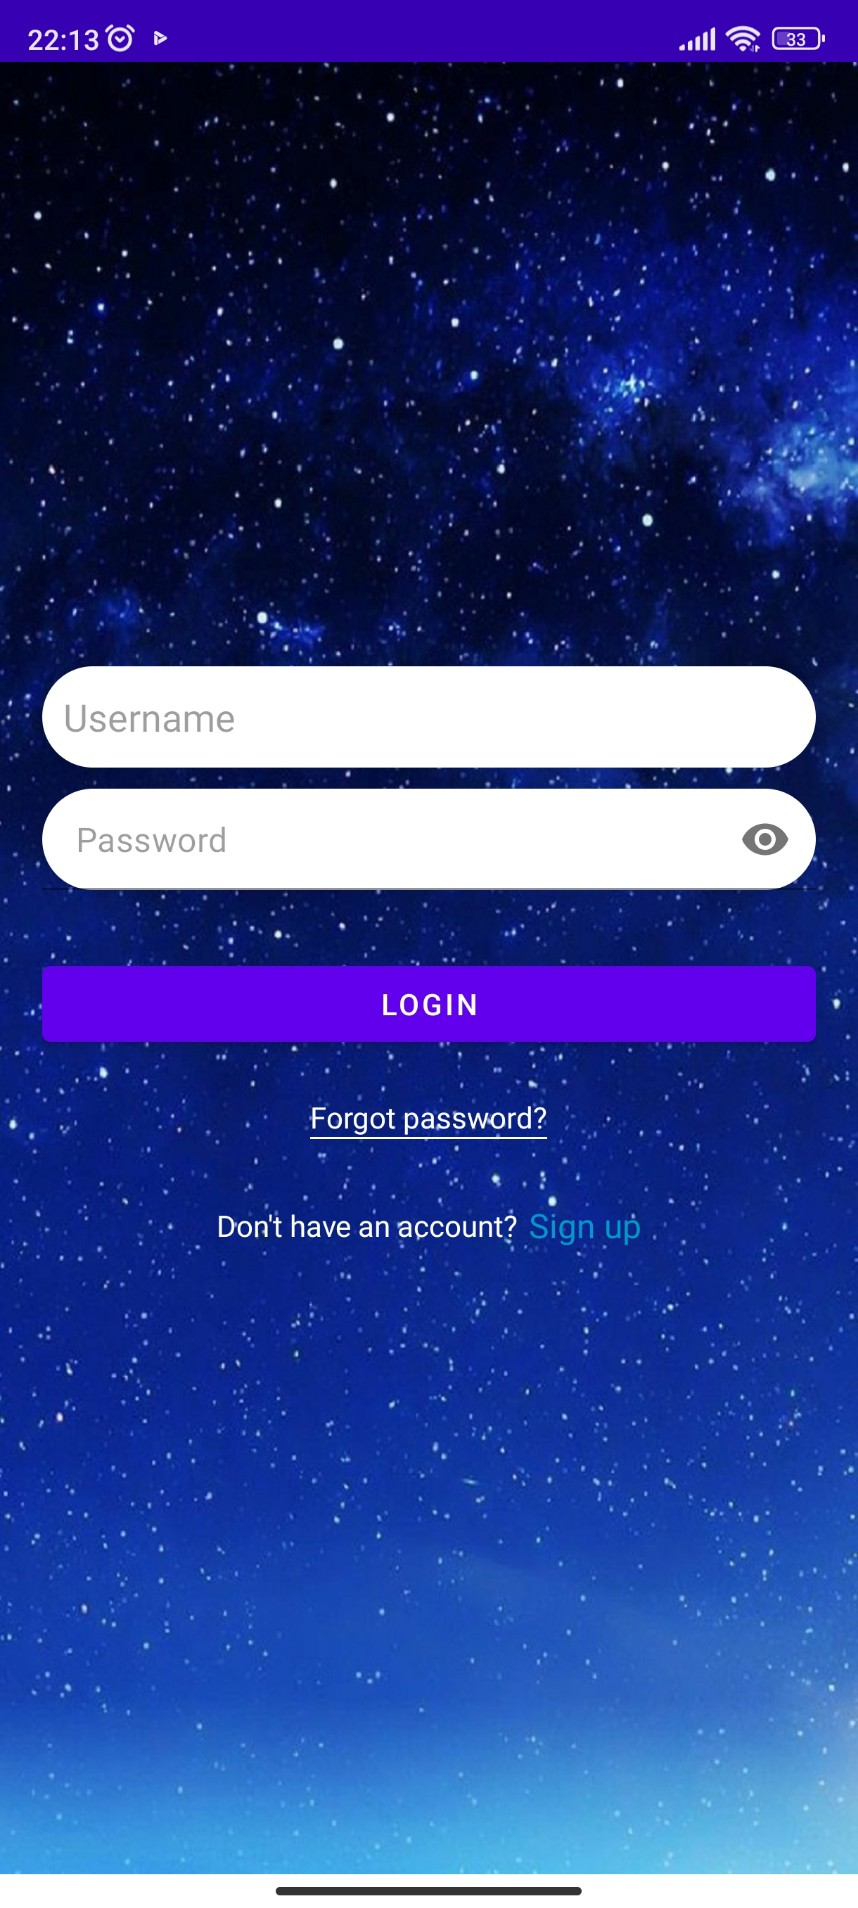 22:13 33
Username
Password
LOGIN
Forgot password?
Don't have an account? Sign up